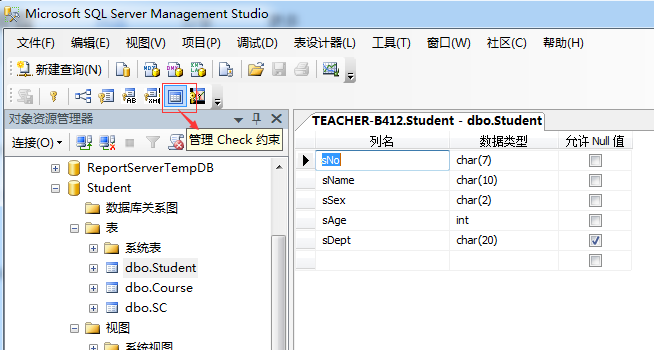 Microsoft SQL Server Management Studio
文件(F) 编辑(E) 视图(V) 项目(P) 调试(D) 表设计器(L) 工具(T) 窗口(W) 社区(C) 帮助(H)
新建查询(N)
对象资源管理器
连接(O)
管理 Check 约束
ReportServerTempDB
Student
数据库关系图
表
系统表
dbo.Student
dbo.Course
dbo.SC
视图
系统视图
TEACHER-B412.Student - dbo.Student
列名 数据类型 允许 Null 值
sNo char(7)
sName char(10)
sSex char(2)
sAge int
sDept char(20)